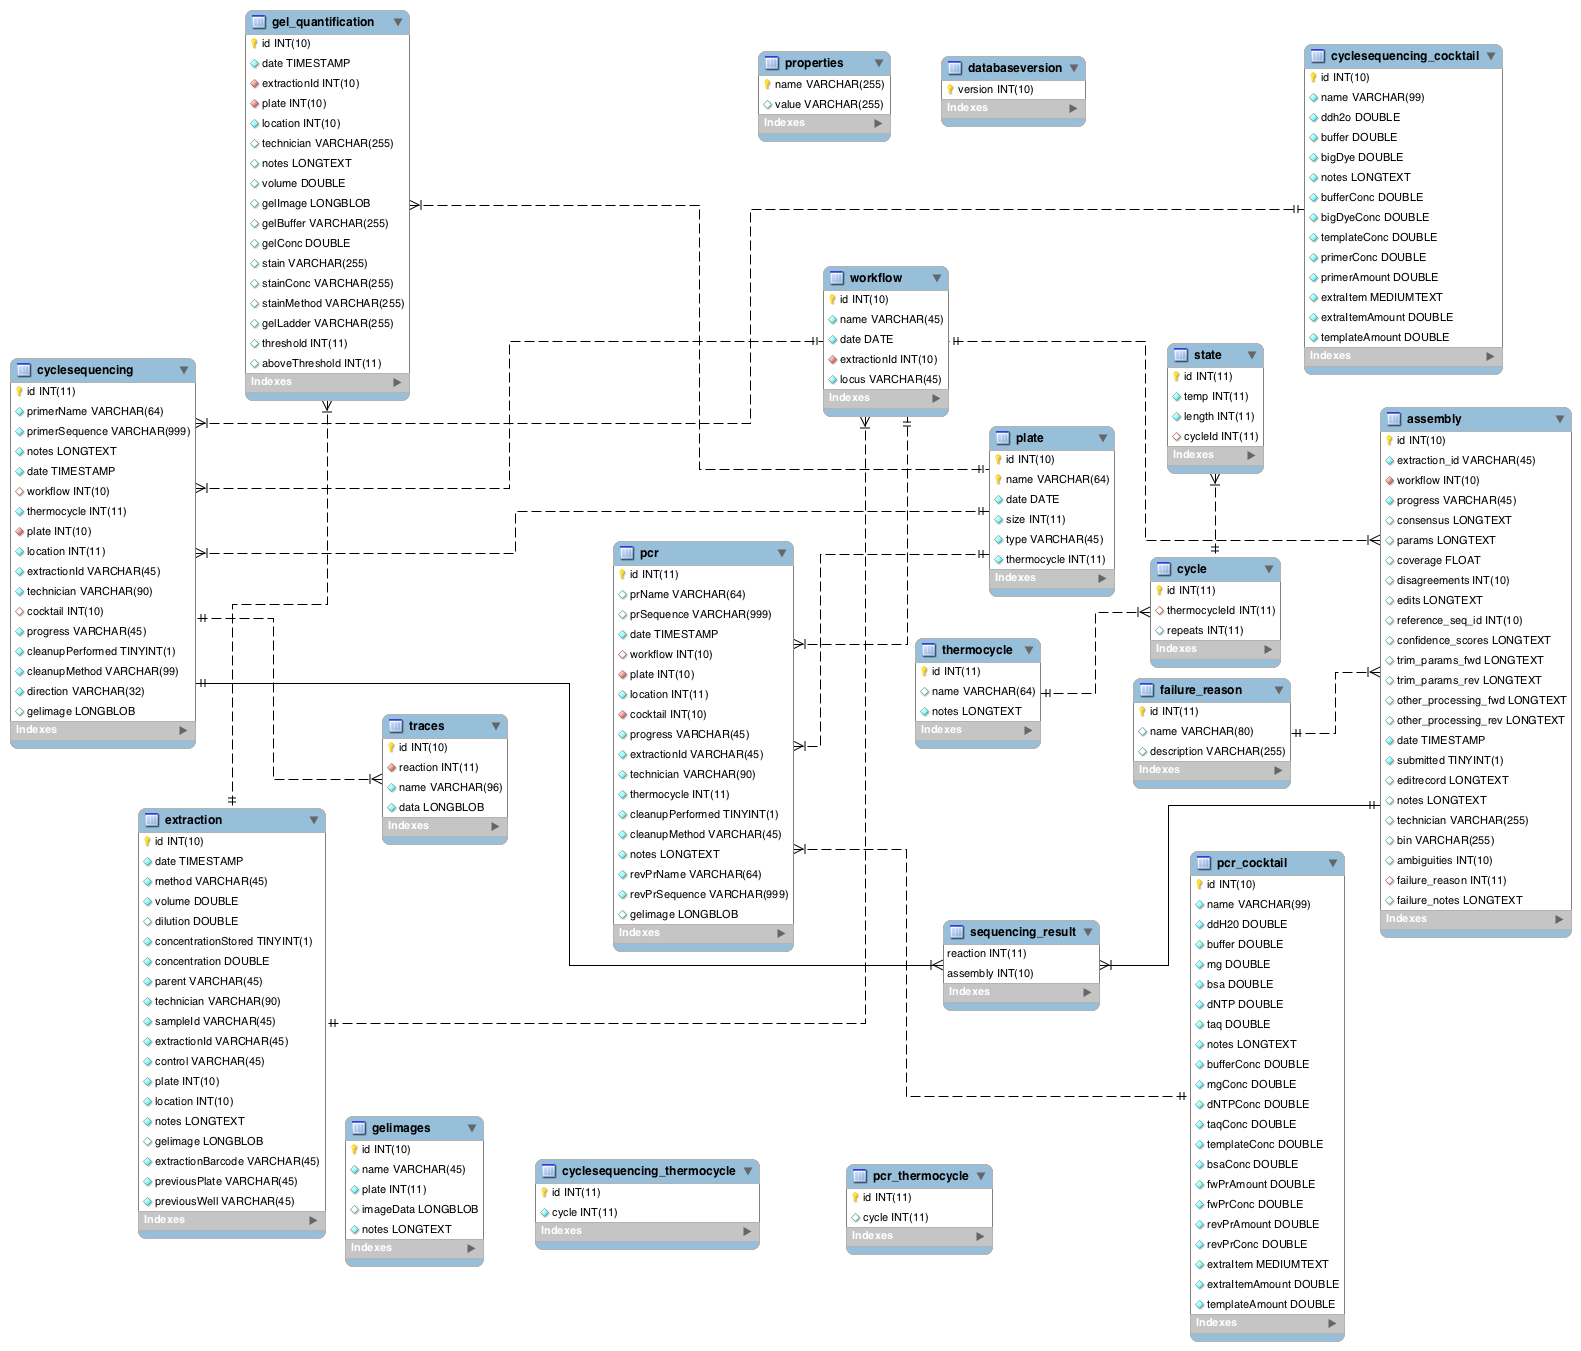 gel_quantification
id INT(10)
date TIMESTAMP
extractionId INT(10)
plate INT(10)
location INT(10)
technician VARCHAR(255)
notes LONGTEXT
volume DOUBLE
gelImage LONGBLOB
gelBuffer VARCHAR(255)
gelConc DOUBLE
stain VARCHAR(255)
stainConc VARCHAR(255)
stainMethod VARCHAR(255)
gelLadder VARCHAR(255)
threshold INT(11)
aboveThreshold INT(11)
Indexes
properties
name VARCHAR(255)
value VARCHAR(255)
Indexes
databaseversion
version INT(10)
Indexes
cyclesequencing_cocktail
id INT(10)
name VARCHAR(99)
ddh2o DOUBLE
buffer DOUBLE
bigDye DOUBLE
notes LONGTEXT
bufferConc DOUBLE
bigDyeConc DOUBLE
templateConc DOUBLE
primerConc DOUBLE
primerAmount DOUBLE
extraItem MEDIUMTEXT
extraItemAmount DOUBLE
templateAmount DOUBLE
Indexes
workflow
id INT(10)
name VARCHAR(45)
date DATE
extractionId INT(10)
locus VARCHAR(45)
Indexes
state
id INT(11)
temp INT(11)
length INT(11)
cycleId INT(11)
Indexes
cyclesequencing
id INT(11)
primerName VARCHAR(64)
primerSequence VARCHAR(999)
notes LONGTEXT
date TIMESTAMP
workflow INT(10)
thermocycle INT(11)
plate INT(10)
location INT(11)
extractionId VARCHAR(45)
technician VARCHAR(90)
cocktail INT(10)
progress VARCHAR(45)
cleanupPerformed TINYINT(1)
cleanupMethod VARCHAR(99)
direction VARCHAR(32)
gelimage LONGBLOB
Indexes
plate
id INT(10)
name VARCHAR(64)
date DATE
size INT(11)
type VARCHAR(45)
thermocycle INT(11)
Indexes
assembly
id INT(10)
extraction_id VARCHAR(45)
workflow INT(10)
progress VARCHAR(45)
consensus LONGTEXT
params LONGTEXT
coverage FLOAT
disagreements INT(10)
edits LONGTEXT
reference_seq_id INT(10)
confidence_scores LONGTEXT
trim_params_fwd LONGTEXT
trim_params_rev LONGTEXT
other_processing_fwd LONGTEXT
other_processing_rev LONGTEXT
date TIMESTAMP
submitted TINYINT(1)
editrecord LONGTEXT
notes LONGTEXT
technician VARCHAR(255)
bin VARCHAR(255)
ambiguities INT(10)
failure_reason INT(11)
failure_notes LONGTEXT
Indexes
pcr
id INT(11)
prName VARCHAR(64)
prSequence VARCHAR(999)
date TIMESTAMP
workflow INT(10)
plate INT(10)
location INT(11)
cocktail INT(10)
progress VARCHAR(45)
extractionId VARCHAR(45)
technician VARCHAR(90)
thermocycle INT(11)
cleanupPerformed TINYINT(1)
cleanupMethod VARCHAR(45)
notes LONGTEXT
revPrName VARCHAR(64)
revPrSequence VARCHAR(999)
gelimage LONGBLOB
Indexes
cycle
id INT(11)
thermocycleId INT(11)
repeats INT(11)
Indexes
thermocycle
id INT(11)
name VARCHAR(64)
notes LONGTEXT
Indexes
failure_reason
id INT(11)
name VARCHAR(80)
description VARCHAR(255)
Indexes
traces
id INT(10)
reaction INT(11)
name VARCHAR(96)
data LONGBLOB
Indexes
extraction
id INT(10)
date TIMESTAMP
method VARCHAR(45)
volume DOUBLE
dilution DOUBLE
concentrationStored TINYINT(1)
concentration DOUBLE
parent VARCHAR(45)
technician VARCHAR(90)
sampleId VARCHAR(45)
extractionId VARCHAR(45)
control VARCHAR(45)
plate INT(10)
location INT(10)
notes LONGTEXT
gelimage LONGBLOB
extractionBarcode VARCHAR(45)
previousPlate VARCHAR(45)
previousWell VARCHAR(45)
Indexes
sequencing_result
reaction INT(11)
assembly INT(10)
Indexes
pcr_cocktail
id INT(10)
name VARCHAR(99)
ddH20 DOUBLE
buffer DOUBLE
mg DOUBLE
bsa DOUBLE
dNTP DOUBLE
taq DOUBLE
notes LONGTEXT
bufferConc DOUBLE
mgConc DOUBLE
dNTPConc DOUBLE
taqConc DOUBLE
templateConc DOUBLE
bsaConc DOUBLE
fwPrAmount DOUBLE
fwPrConc DOUBLE
revPrAmount DOUBLE
revPrConc DOUBLE
extraItem MEDIUMTEXT
extraItemAmount DOUBLE
templateAmount DOUBLE
Indexes
gelimages
id INT(10)
name VARCHAR(45)
plate INT(11)
imageData LONGBLOB
notes LONGTEXT
Indexes
cyclesequencing_thermocycle
id INT(11)
cycle INT(11)
Indexes
pcr_thermocycle
id INT(11)
cycle INT(11)
Indexes